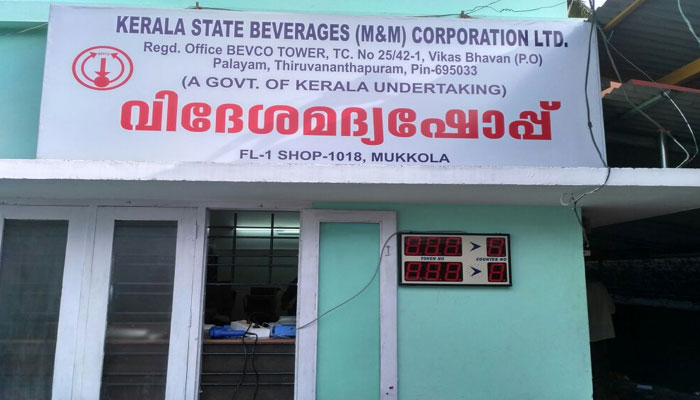 KERALA STATE BEVERAGES (M&M) CORPORATION LTD.
Regd. Office BEVCO TOWER, TC. No 25/42-1, Vikas Bhavan (P.O)
Palayam, Thiruvananthapuram, Pin-695033
(A GOVT. OF KERALA UNDERTAKING)
വിദേശമദ്യഷോപ്പ്
FL-1 SHOP-1018, MUKKOLA
TOKEN NO COUNTER NO